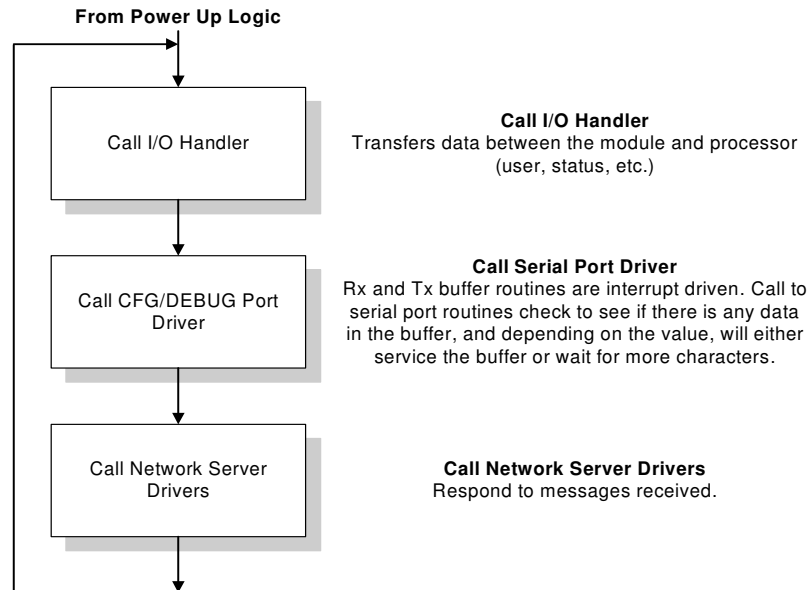 From Power Up Logic
Call I/O Handler
Call I/O Handler
Transfers data between the module and processor
(user, status, etc.)
Call CFG/DEBUG Port
Driver
Call Serial Port Driver
Rx and Tx buffer routines are interrupt driven. Call to
serial port routines check to see if there is any data
in the buffer, and depending on the value, will either
service the buffer or wait for more characters.
Call Network Server
Drivers
Call Network Server Drivers
Respond to messages received.